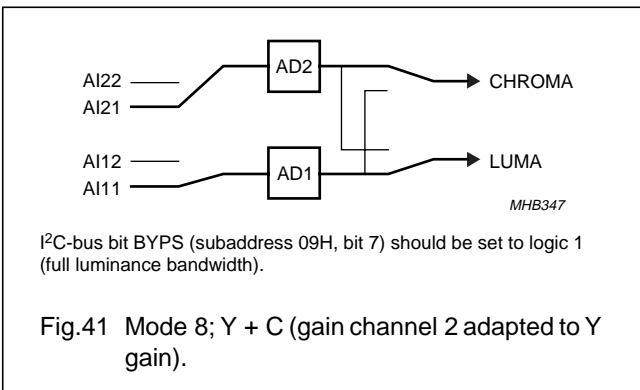 AI22
AI21
AD2
CHROMA
AI12
AI11
AD1
LUMA
MHB347
I²C-bus bit BYPS (subaddress 09H, bit 7) should be set to logic 1
(full luminance bandwidth).
Fig.41 Mode 8; Y + C (gain channel 2 adapted to Y
gain).